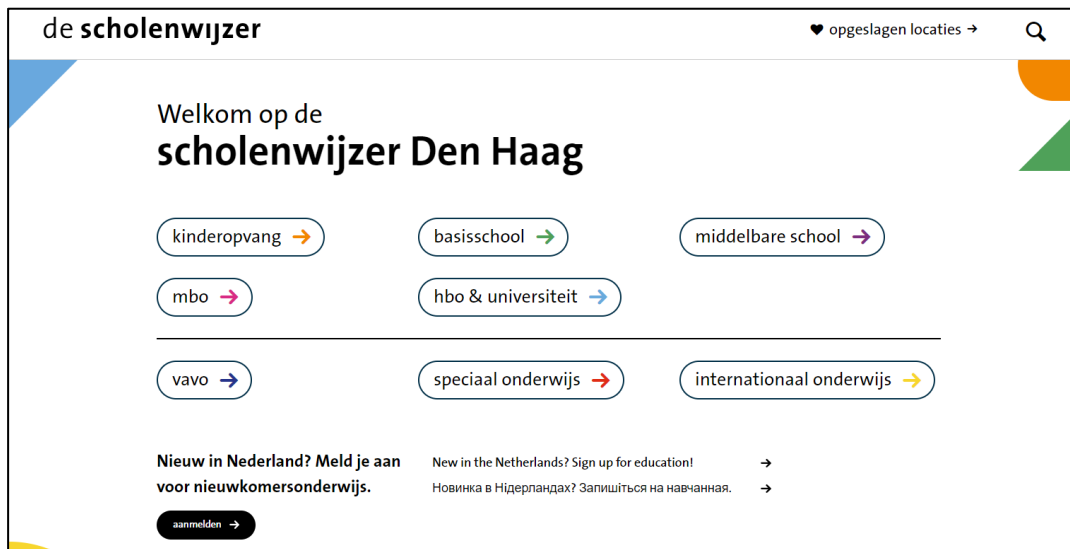 de scholenwijzer
opgeslagen locaties →
Welkom op de
scholenwijzer Den Haag
kinderopvang →
basisschool →
middelbare school →
mbo →
hbo & universiteit →
vavo →
speciaal onderwijs →
internationaal onderwijs →
Nieuw in Nederland? Meld je aan
voor nieuwkomersonderwijs.
aanmelden →
New in the Netherlands? Sign up for education! →
Новинка в Нідерландах? Запишіться на навчанная. →